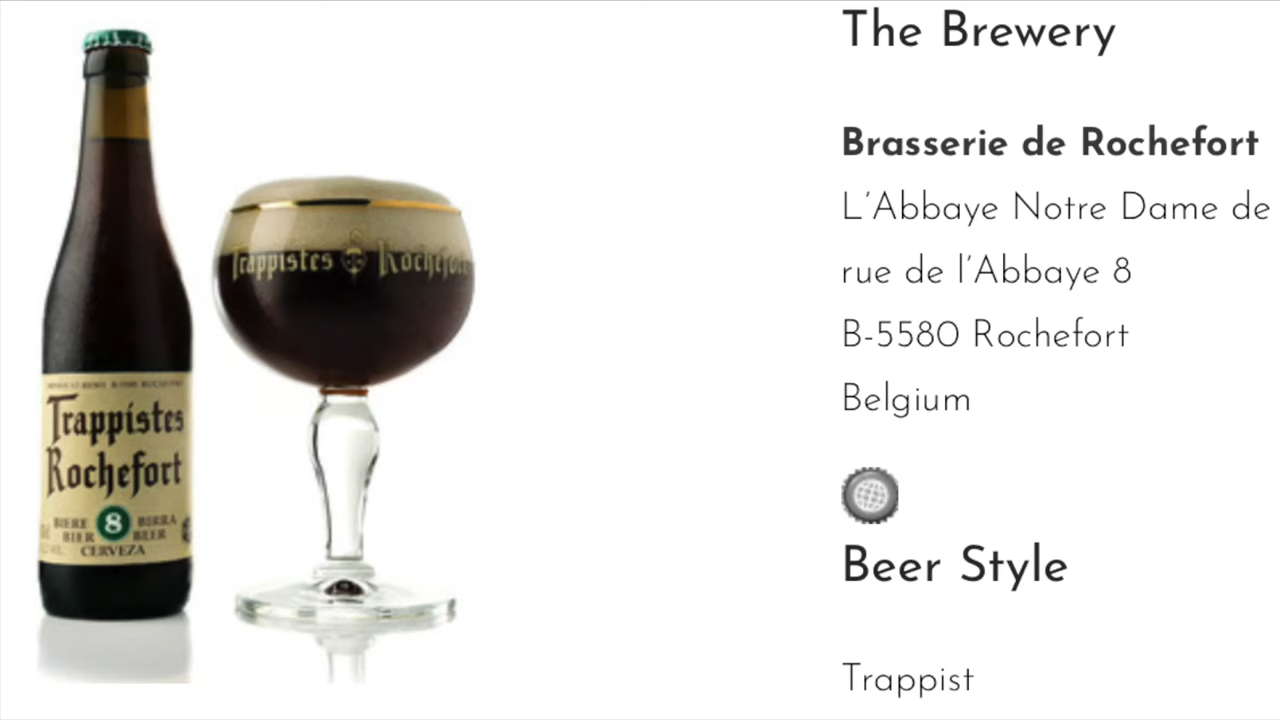 Trappistes Rochefort
Trappistes
Rochefort
BIERE 8 BIRRA
BIER BEER
CERVEZA
The Brewery
Brasserie de Rochefort
L’Abbaye Notre Dame de
rue de l’Abbaye 8
B-5580 Rochefort
Belgium
Beer Style
Trappist